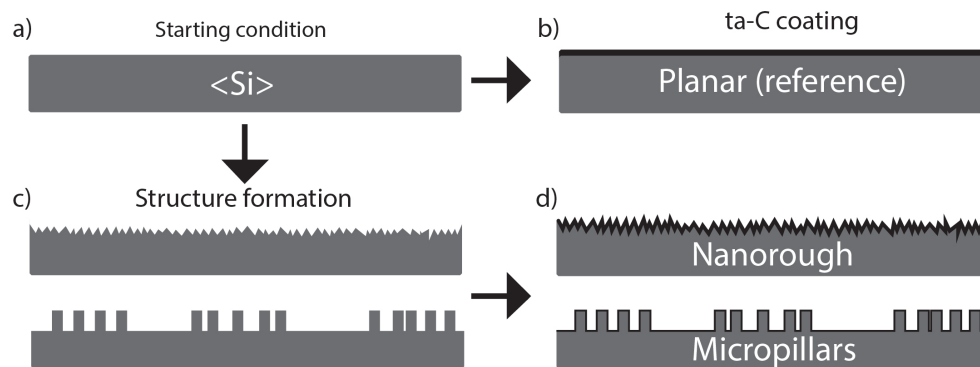 a)
Starting condition
<Si>
b)
ta-C coating
Planar (reference)
c)
Structure formation
d)
Nanorough
Micropillars